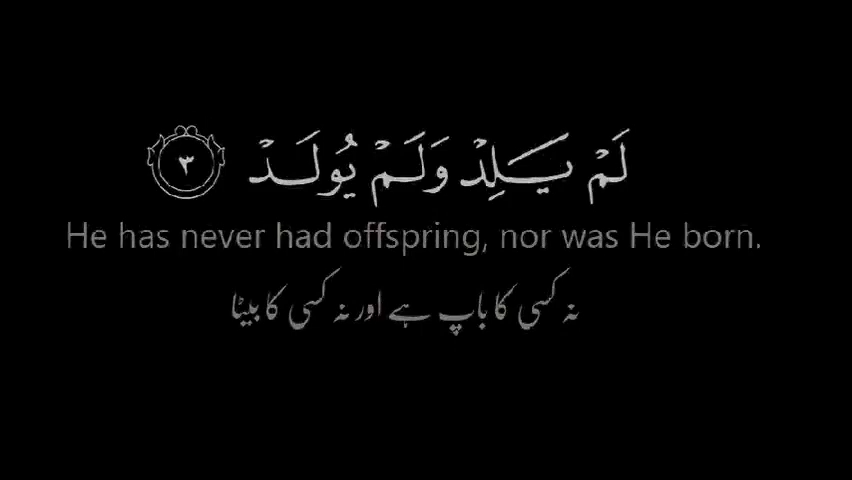 لَمْ يَلِدْ وَلَمْ يُولَدْ ٣
He has never had offspring, nor was He born.
نہ کسی کا باپ ہے اور نہ کسی کا بیٹا